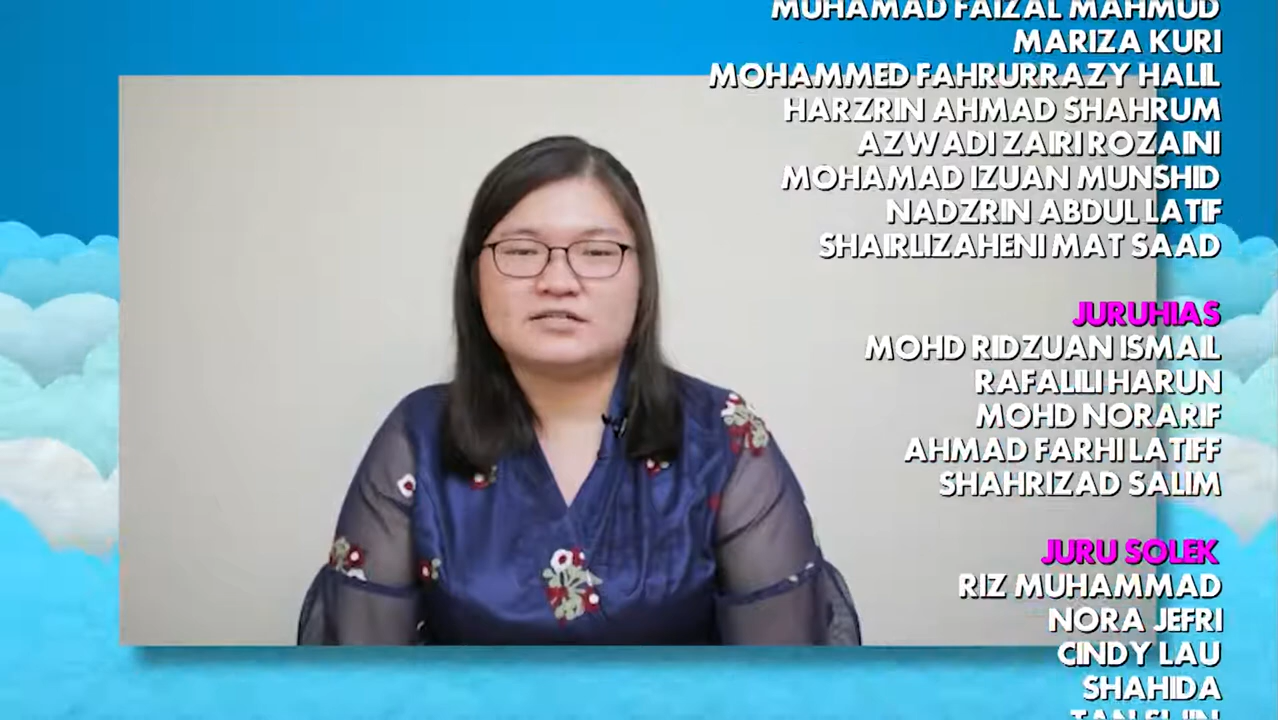 MUHAMAD FAIZAL MAHMUD
MARIZA KURI
MOHAMMED FAHRURRAZY HALIL
HARZRIN AHMAD SHAHRUM
AZWADI ZAIRI ROZAINI
MOHAMAD IZUAN MUNSHID
NADZRIN ABDUL LATIF
SHAIRLIZAHENI MAT SAAD
JURUHIAS
MOHD RIDZUAN ISMAIL
RAFALILI HARUN
MOHD NORARIF
AHMAD FARHI LATIFF
SHAHRIZAD SALIM
JURU SOLEK
RIZ MUHAMMAD
NORA JEFRI
CINDY LAU
SHAHIDA